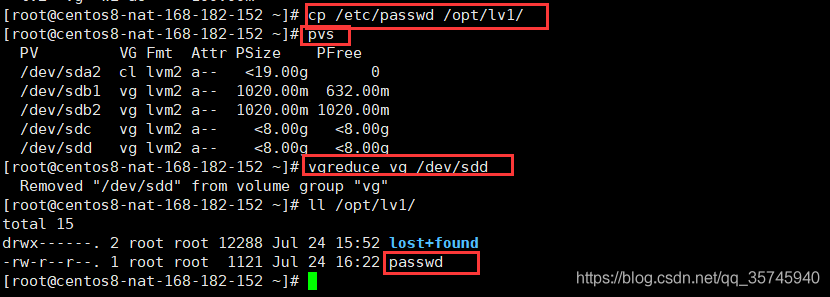 [root@centos8-nat-168-182-152 ~]# cp /etc/passwd /opt/lv1/
[root@centos8-nat-168-182-152 ~]# pvs
  PV         VG Fmt  Attr PSize    PFree
  /dev/sda2  cl lvm2 a--   <19.00g       0
  /dev/sdb1  vg lvm2 a--  1020.00m  632.00m
  /dev/sdb2  vg lvm2 a--  1020.00m 1020.00m
  /dev/sdc   vg lvm2 a--    <8.00g   <8.00g
  /dev/sdd   vg lvm2 a--    <8.00g   <8.00g
[root@centos8-nat-168-182-152 ~]# vgreduce vg /dev/sdd
  Removed "/dev/sdd" from volume group "vg"
[root@centos8-nat-168-182-152 ~]# ll /opt/lv1/
total 15
drwx------. 2 root root 12288 Jul 24 15:52 lost+found
-rw-r--r--. 1 root root  1121 Jul 24 16:22 passwd
[root@centos8-nat-168-182-152 ~]#
https://blog.csdn.net/qq_35745940